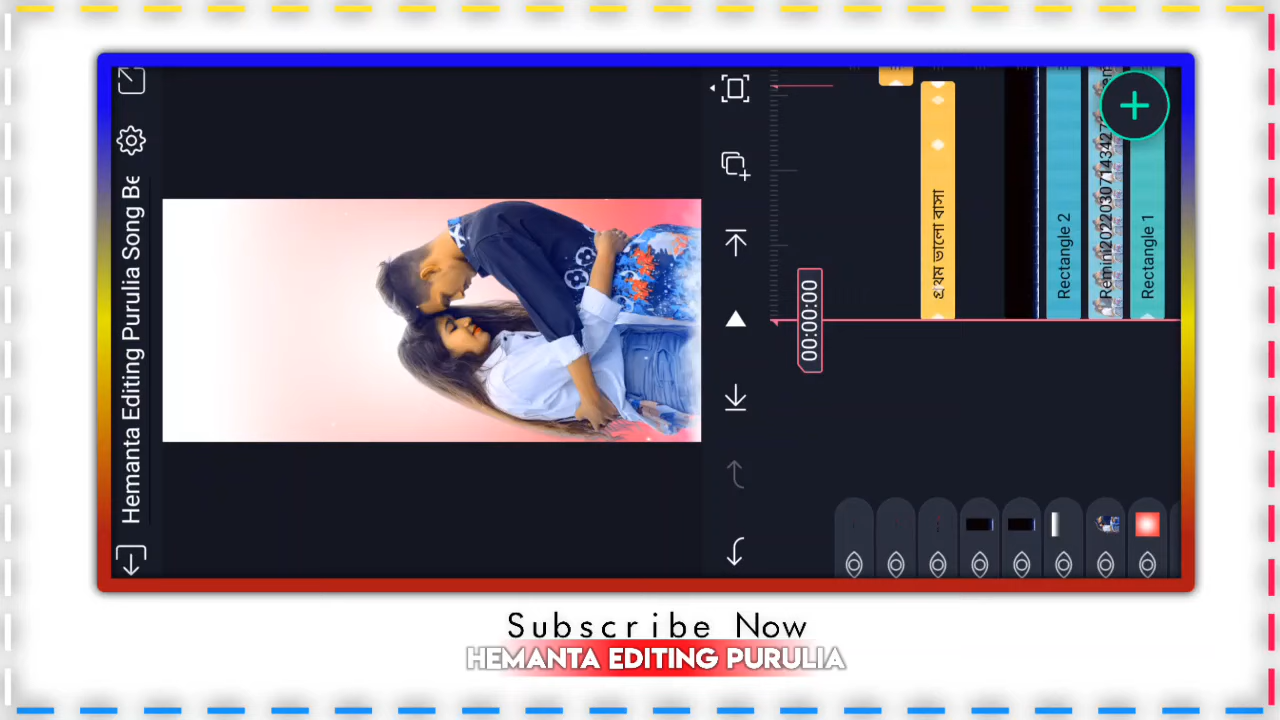 Hemanta Editing Purulia Song Be
00:00:00
প্রথম ভালো বাসা
Rectangle 2
Rectangle 1
Subscribe Now
HEMANTA EDITING PURULIA